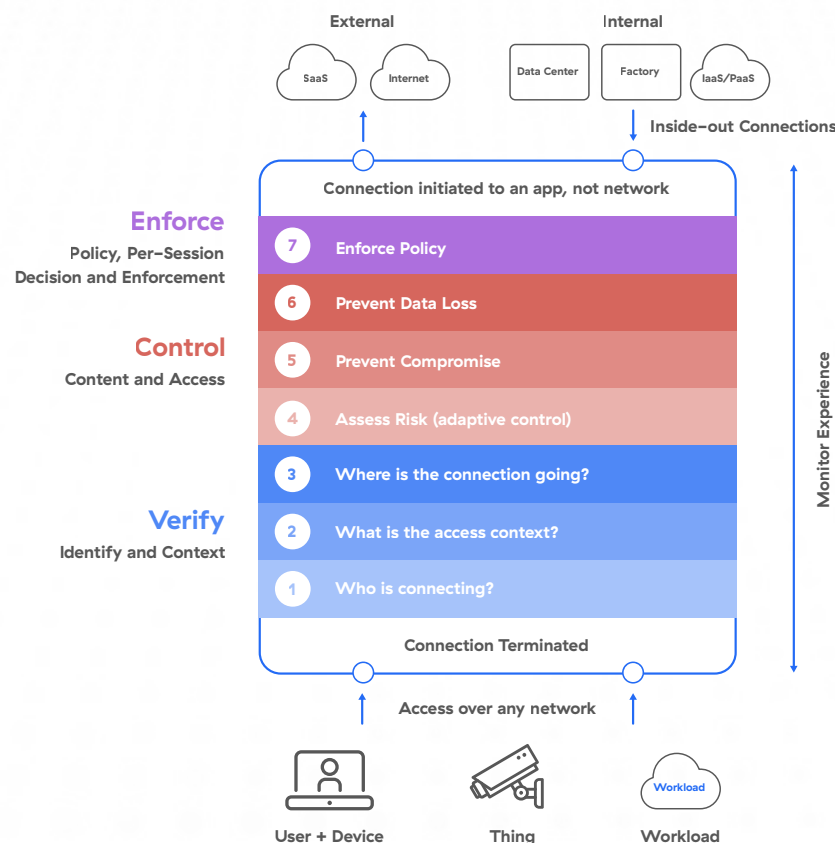 External
Internal
SaaS
Internet
Data Center
Factory
IaaS/PaaS
Inside-out Connections
Connection initiated to an app, not network
Enforce
Policy, Per-Session
Decision and Enforcement
7
Enforce Policy
6
Prevent Data Loss
Control
Content and Access
5
Prevent Compromise
4
Assess Risk (adaptive control)
3
Where is the connection going?
Verify
Identify and Context
2
What is the access context?
1
Who is connecting?
Monitor Experience
Connection Terminated
Access over any network
Workload
User + Device
Thing
Workload